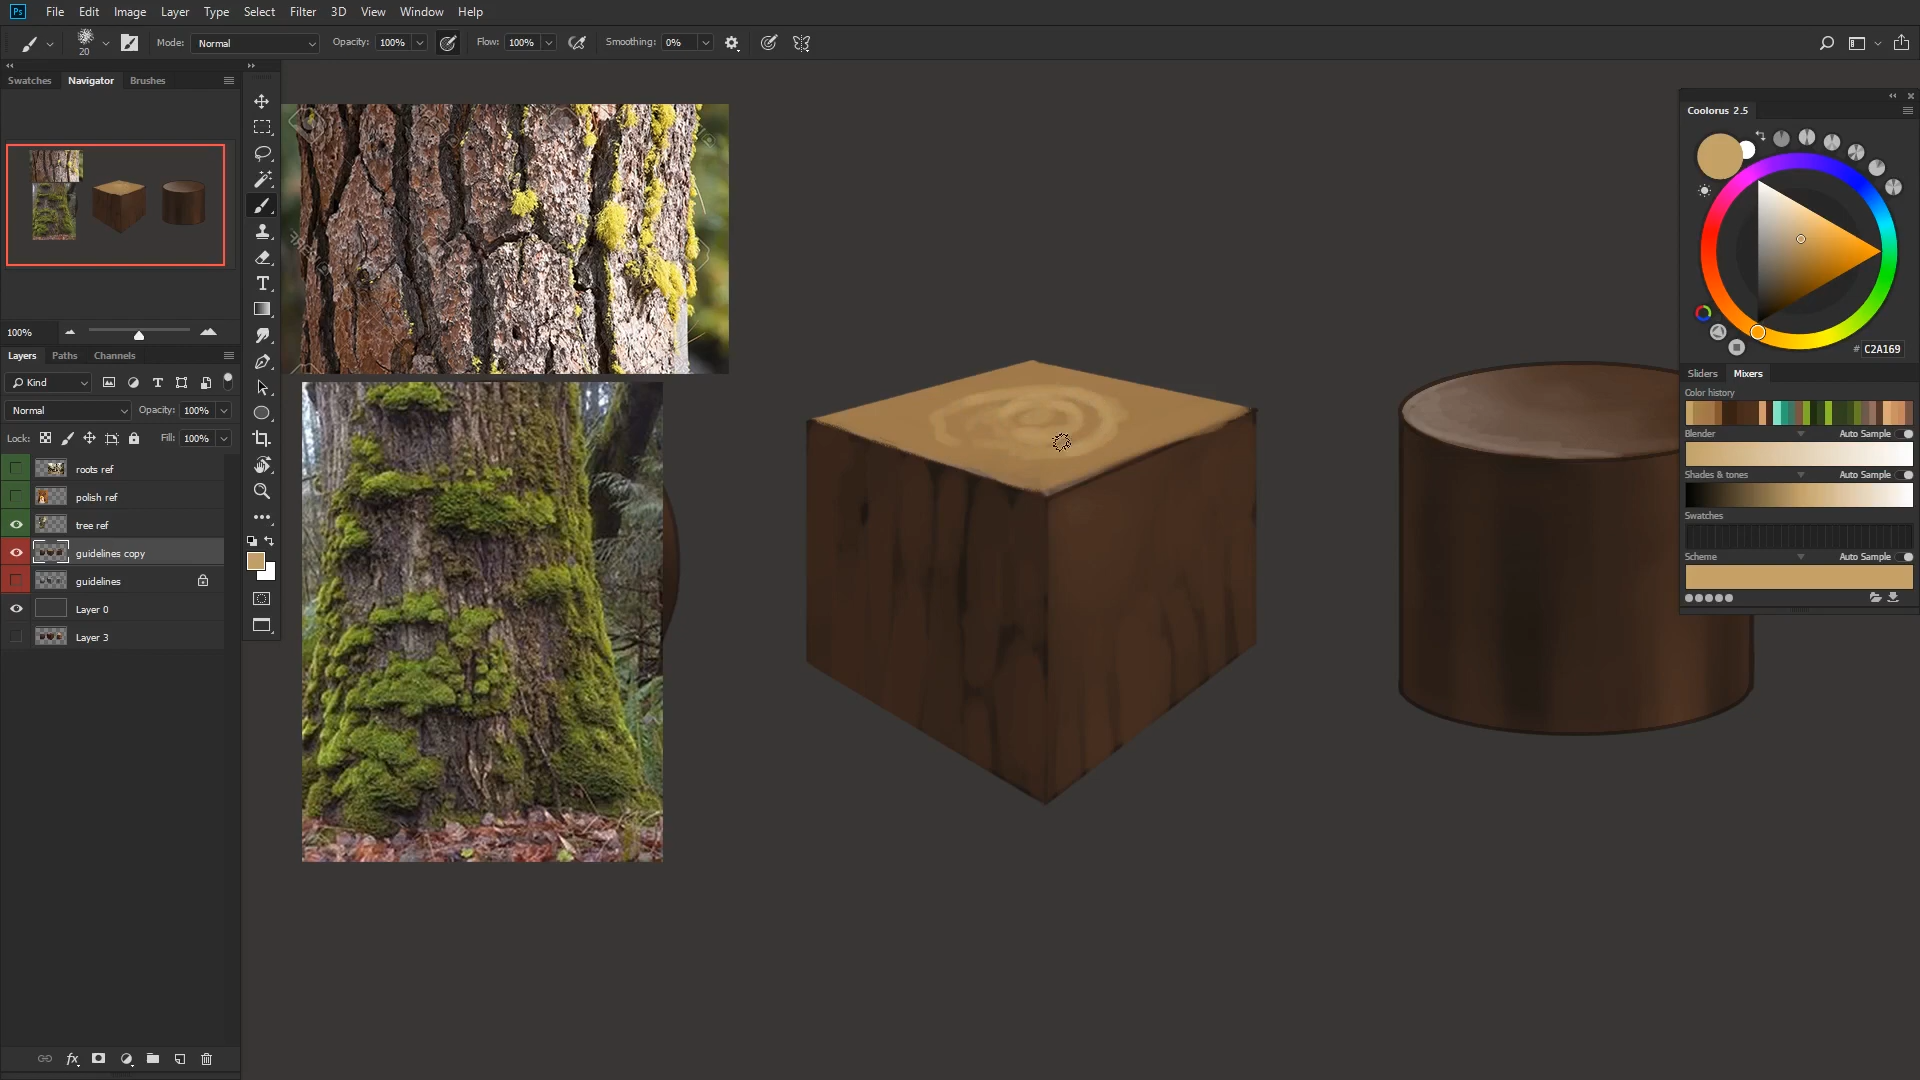 Ps File Edit Image Layer Type Select Filter 3D View Window Help
20 Mode: Normal Opacity: 100% Flow: 100% Smoothing: 0%
Swatches Navigator Brushes
100%
Layers Paths Channels
Kind
Normal Opacity: 100%
Lock: Fill: 100%
roots ref
polish ref
tree ref
guidelines copy
guidelines
Layer 0
Layer 3
fx
Coolorus 2.5
# C2A169
Sliders Mixers
Color history
Blender Auto Sample
Shades & tones Auto Sample
Swatches
Scheme Auto Sample